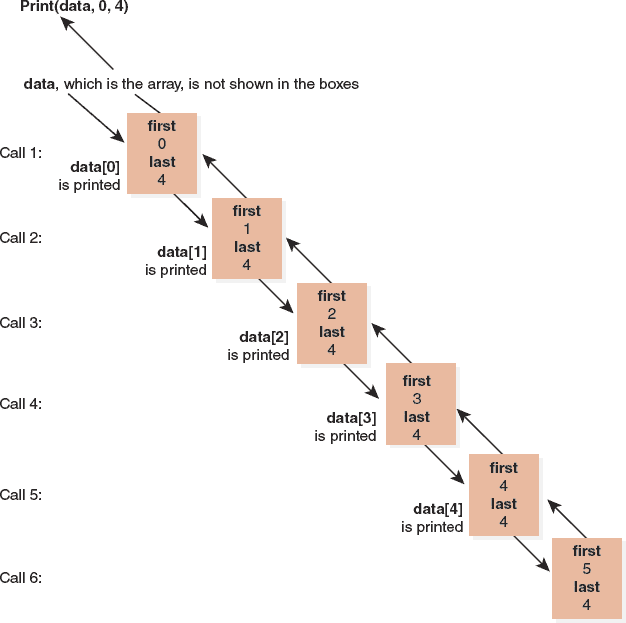 Print(data, 0, 4)
data, which is the array, is not shown in the boxes
Call 1:
first
0
last
4
data[0]
is printed
Call 2:
first
1
last
4
data[1]
is printed
Call 3:
first
2
last
4
data[2]
is printed
Call 4:
first
3
last
4
data[3]
is printed
Call 5:
first
4
last
4
data[4]
is printed
Call 6:
first
5
last
4